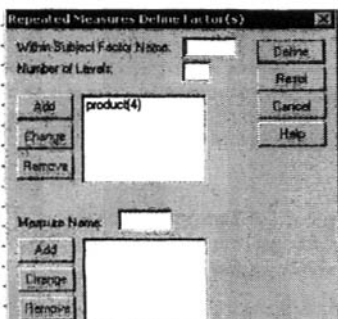 Repeated Measures Define Factor(s)
Within-Subject Factor Name:
Define
Number of Levels:
Reset
Add
product(4)
Cancel
Change
Help
Remove
Measure Name:
Add
Change
Remove